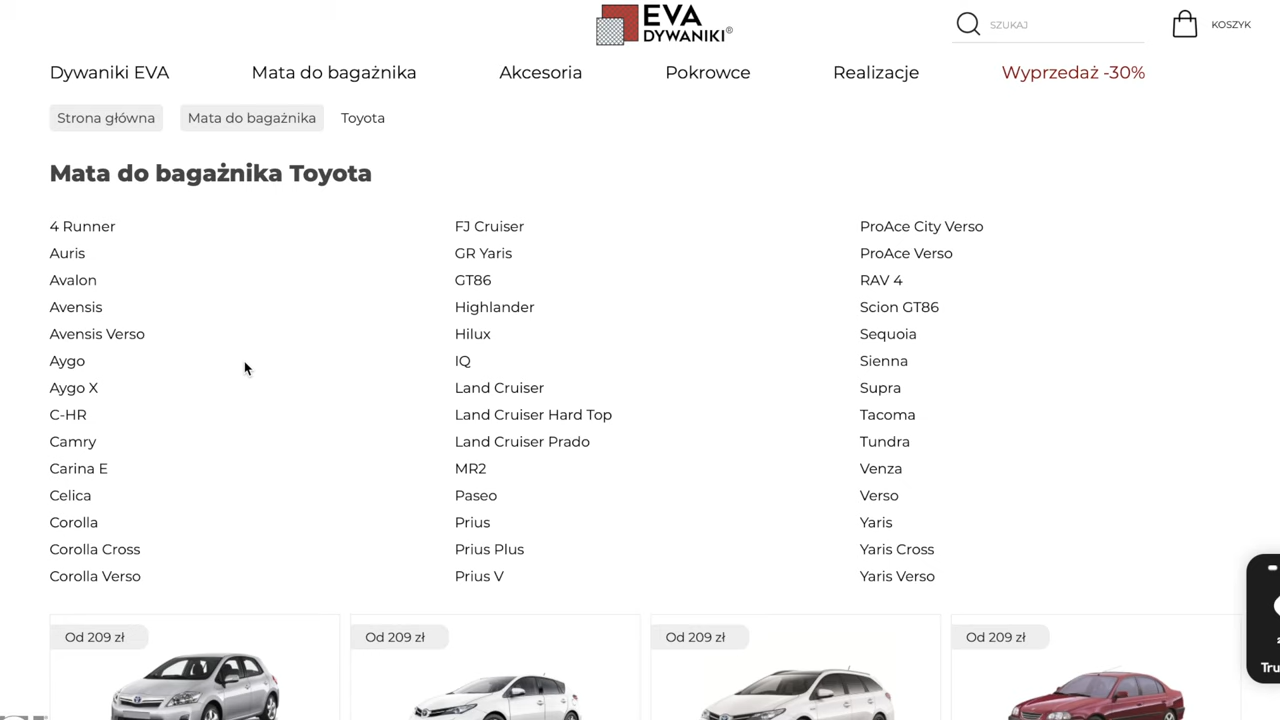 EVA
DYWANIKI®
SZUKAJ
KOSZYK
Dywaniki EVA
Mata do bagażnika
Akcesoria
Pokrowce
Realizacje
Wyprzedaż -30%
Strona główna
Mata do bagażnika
Toyota
Mata do bagażnika Toyota
4 Runner
Auris
Avalon
Avensis
Avensis Verso
Aygo
Aygo X
C-HR
Camry
Carina E
Celica
Corolla
Corolla Cross
Corolla Verso
FJ Cruiser
GR Yaris
GT86
Highlander
Hilux
IQ
Land Cruiser
Land Cruiser Hard Top
Land Cruiser Prado
MR2
Paseo
Prius
Prius Plus
Prius V
ProAce City Verso
ProAce Verso
RAV 4
Scion GT86
Sequoia
Sienna
Supra
Tacoma
Tundra
Venza
Verso
Yaris
Yaris Cross
Yaris Verso
Od 209 zł
Od 209 zł
Od 209 zł
Od 209 zł